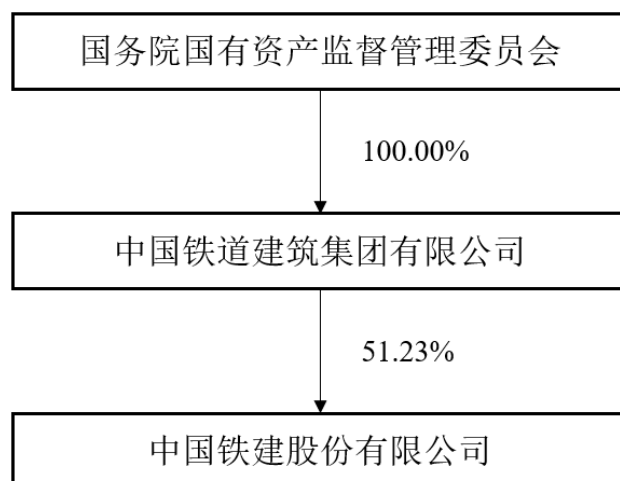 国务院国有资产监督管理委员会
100.00%
中国铁道建筑集团有限公司
51.23%
中国铁建股份有限公司